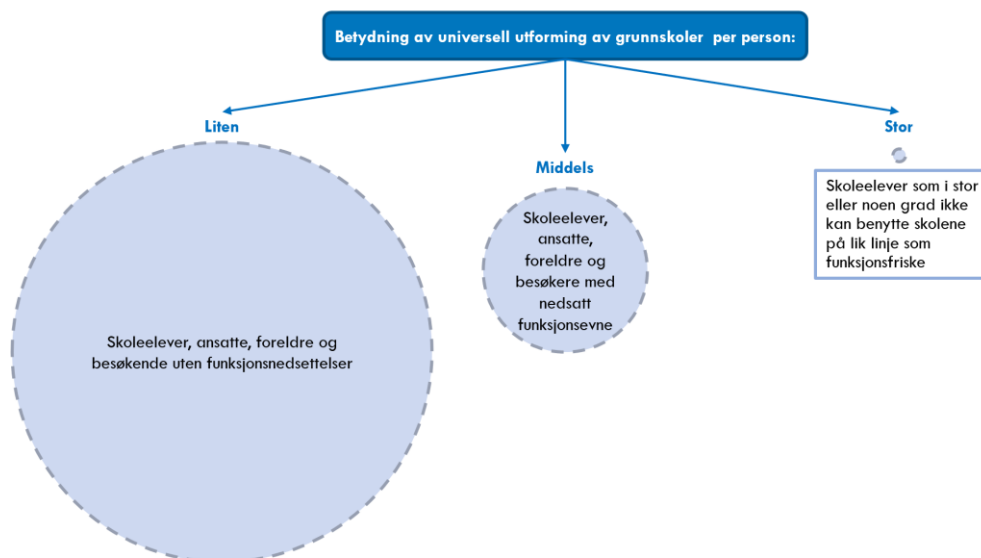 Betydning av universell utforming av grunnskoler per person:
Liten
Skoleelever, ansatte, foreldre og
besøkende uten funksjonsnedsettelser
Middels
Skoleelever,
ansatte,
foreldre og
besøkere med
nedsatt
funksjonsevne
Stor
Skoleelever som i stor
eller noen grad ikke
kan benytte skolene
på lik linje som
funksjonsfriske